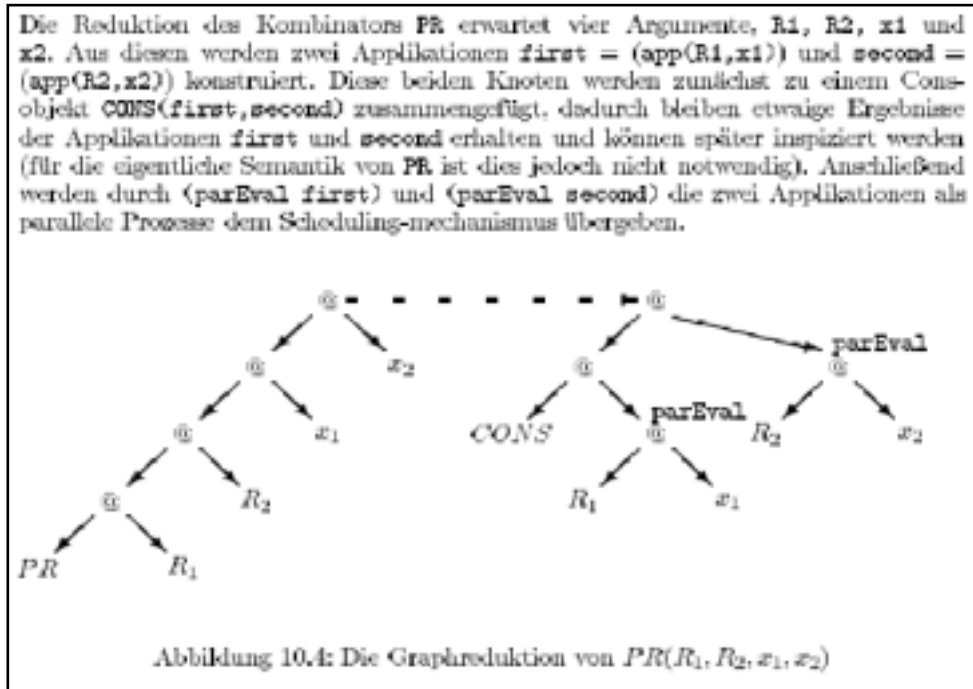 Die Reduktion des Kombinators PR erwartet vier Argumente, R1, R2, x1 und
x2. Aus diesen werden zwei Applikationen first = (app(R1,x1)) und second =
(app(R2,x2)) konstruiert. Diese beiden Knoten werden zunächst zu einem Cons-
objekt CONS(first,second) zusammengefügt, dadurch bleiben etwaige Ergebnisse
der Applikationen first und second erhalten und können später inspiziert werden
(für die eigentliche Semantik von PR ist dies jedoch nicht notwendig). Anschließend
werden durch (parEval first) und (parEval second) die zwei Applikationen als
parallele Prozesse dem Scheduling-mechanismus übergeben.
@ @
parEval
@ x₂ @ @
parEval
@ x₁ CONS @ R₂ x₂
@ R₂ R₁ x₁
PR R₁
Abbildung 10.4: Die Graphreduktion von PR(R₁, R₂, x₁, x₂)